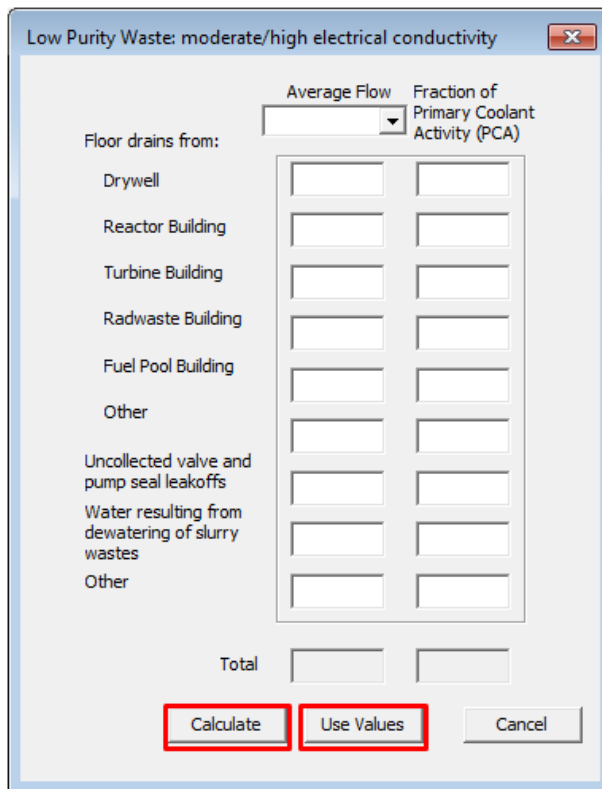 Low Purity Waste: moderate/high electrical conductivity
Average Flow
Fraction of
Primary Coolant
Activity (PCA)
Floor drains from:
Drywell
Reactor Building
Turbine Building
Radwaste Building
Fuel Pool Building
Other
Uncollected valve and
pump seal leakoffs
Water resulting from
dewatering of slurry
wastes
Other
Total
Calculate
Use Values
Cancel